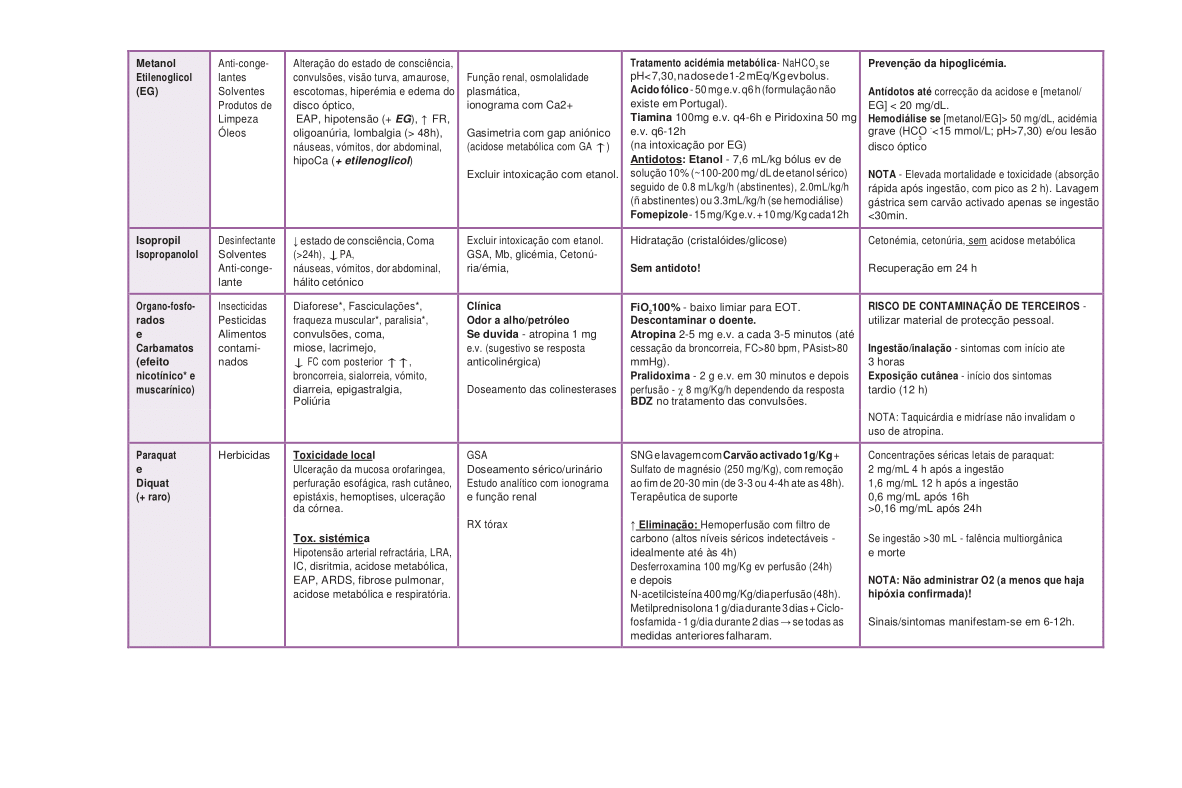 Metanol
Etilenoglicol
(EG)
Anti-conge-
lantes
Solventes
Produtos de
Limpeza
Óleos
Alteração do estado de consciência,
convulsões, visão turva, amaurose,
escotomas, hiperémia e edema do
disco óptico,
EAP, hipotensão (+ EG), ↑ FR,
oligoanúria, lombalgia (> 48h),
náuseas, vómitos, dor abdominal,
hipoCa (+ etilenoglicol)
Função renal, osmolalidade
plasmática,
ionograma com Ca2+
Gasimetria com gap aniónico
(acidose metabólica com GA ↑)
Excluir intoxicação com etanol.
Tratamento acidémia metabólica- NaHCO3 se
pH<7,30, na dose de 1-2 mEq/Kg ev bolus.
Acido fólico - 50 mg e.v. q6h (formulação não
existe em Portugal).
Tiamina 100mg e.v. q4-6h e Piridoxina 50 mg
e.v. q6-12h
(na intoxicação por EG)
Antidotos: Etanol - 7,6 mL/kg bólus ev de
solução 10% (~100-200 mg/ dL de etanol sérico)
seguido de 0.8 mL/kg/h (abstinentes), 2.0mL/kg/h
(ñ abstinentes) ou 3.3mL/kg/h (se hemodiálise)
Fomepizole - 15 mg/Kg e.v. + 10 mg/Kg cada 12h
Prevenção da hipoglicémia.
Antídotos até correcção da acidose e [metanol/
EG] < 20 mg/dL.
Hemodiálise se [metanol/EG]> 50 mg/dL, acidémia
grave (HCO3- <15 mmol/L; pH>7,30) e/ou lesão
disco óptico
NOTA - Elevada mortalidade e toxicidade (absorção
rápida após ingestão, com pico as 2 h). Lavagem
gástrica sem carvão activado apenas se ingestão
<30min.
Isopropil
Isopropanolol
Desinfectante
Solventes
Anti-conge-
lante
↓ estado de consciência, Coma
(>24h), ↓ PA,
náuseas, vómitos, dor abdominal,
hálito cetónico
Excluir intoxicação com etanol.
GSA, Mb, glicémia, Cetonú-
ria/émia,
Hidratação (cristalóides/glicose)
Sem antidoto!
Cetonémia, cetonúria, sem acidose metabólica
Recuperação em 24 h
Organo-fosfo-
rados
e
Carbamatos
(efeito
nicotínico* e
muscarínico)
Insecticidas
Pesticidas
Alimentos
contami-
nados
Diaforese*, Fasciculações*,
fraqueza muscular*, paralisia*,
convulsões, coma,
miose, lacrimejo,
↓ FC com posterior ↑↑,
broncorreia, sialorreia, vómito,
diarreia, epigastralgia,
Poliúria
Clínica
Odor a alho/petróleo
Se duvida - atropina 1 mg
e.v. (sugestivo se resposta
anticolinérgica)
Doseamento das colinesterases
FiO2 100% - baixo limiar para EOT.
Descontaminar o doente.
Atropina 2-5 mg e.v. a cada 3-5 minutos (até
cessação da broncorreia, FC>80 bpm, PAsist>80
mmHg).
Pralidoxima - 2 g e.v. em 30 minutos e depois
perfusão - χ 8 mg/Kg/h dependendo da resposta
BDZ no tratamento das convulsões.
RISCO DE CONTAMINAÇÃO DE TERCEIROS -
utilizar material de protecção pessoal.
Ingestão/inalação - sintomas com início ate
3 horas
Exposição cutânea - início dos sintomas
tardio (12 h)
NOTA: Taquicárdia e midríase não invalidam o
uso de atropina.
Paraquat
e
Diquat
(+ raro)
Herbicidas
Toxicidade local
Ulceração da mucosa orofaringea,
perfuração esofágica, rash cutâneo,
epistáxis, hemoptises, ulceração
da córnea.
Tox. sistémica
Hipotensão arterial refractária, LRA,
IC, disritmia, acidose metabólica,
EAP, ARDS, fibrose pulmonar,
acidose metabólica e respiratória.
GSA
Doseamento sérico/urinário
Estudo analítico com ionograma
e função renal
RX tórax
SNG e lavagem com Carvão activado 1g/Kg +
Sulfato de magnésio (250 mg/Kg), com remoção
ao fim de 20-30 min (de 3-3 ou 4-4h ate as 48h).
Terapêutica de suporte
↑ Eliminação: Hemoperfusão com filtro de
carbono (altos níveis séricos indetectáveis -
idealmente até às 4h)
Desferroxamina 100 mg/Kg ev perfusão (24h)
e depois
N-acetilcisteína 400 mg/Kg/dia perfusão (48h).
Metilprednisolona 1 g/dia durante 3 dias + Ciclo-
fosfamida - 1 g/dia durante 2 dias → se todas as
medidas anteriores falharam.
Concentrações séricas letais de paraquat:
2 mg/mL 4 h após a ingestão
1,6 mg/mL 12 h após a ingestão
0,6 mg/mL após 16h
>0,16 mg/mL após 24h
Se ingestão >30 mL - falência multiorgânica
e morte
NOTA: Não administrar O2 (a menos que haja
hipóxia confirmada)!
Sinais/sintomas manifestam-se em 6-12h.